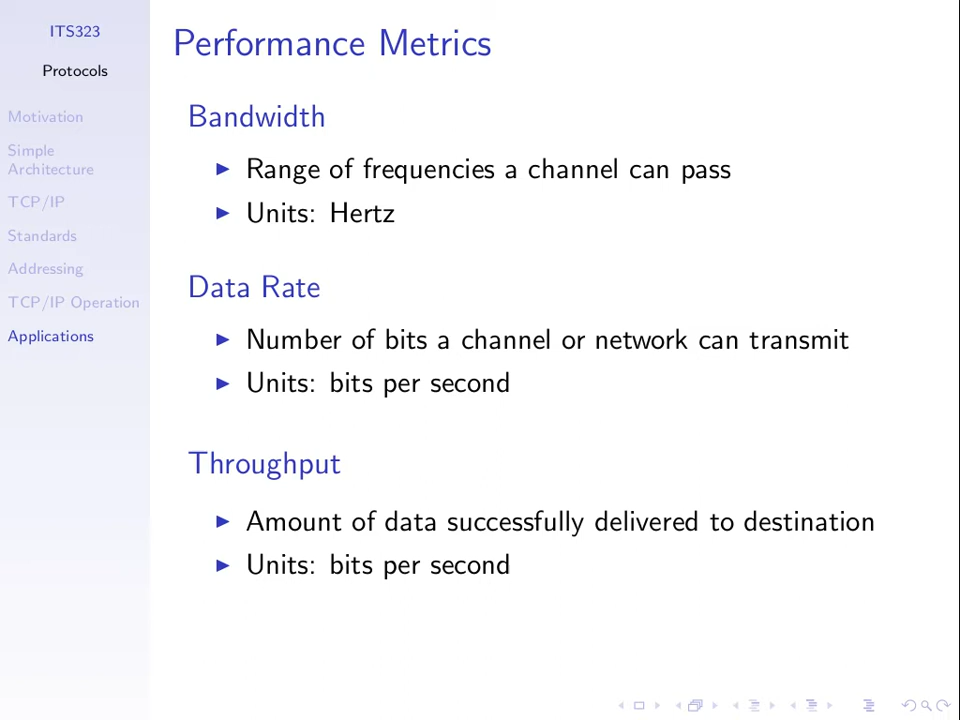 ITS323
Protocols
Motivation
Simple
Architecture
TCP/IP
Standards
Addressing
TCP/IP Operation
Applications
Performance Metrics
Bandwidth
Range of frequencies a channel can pass
Units: Hertz
Data Rate
Number of bits a channel or network can transmit
Units: bits per second
Throughput
Amount of data successfully delivered to destination
Units: bits per second